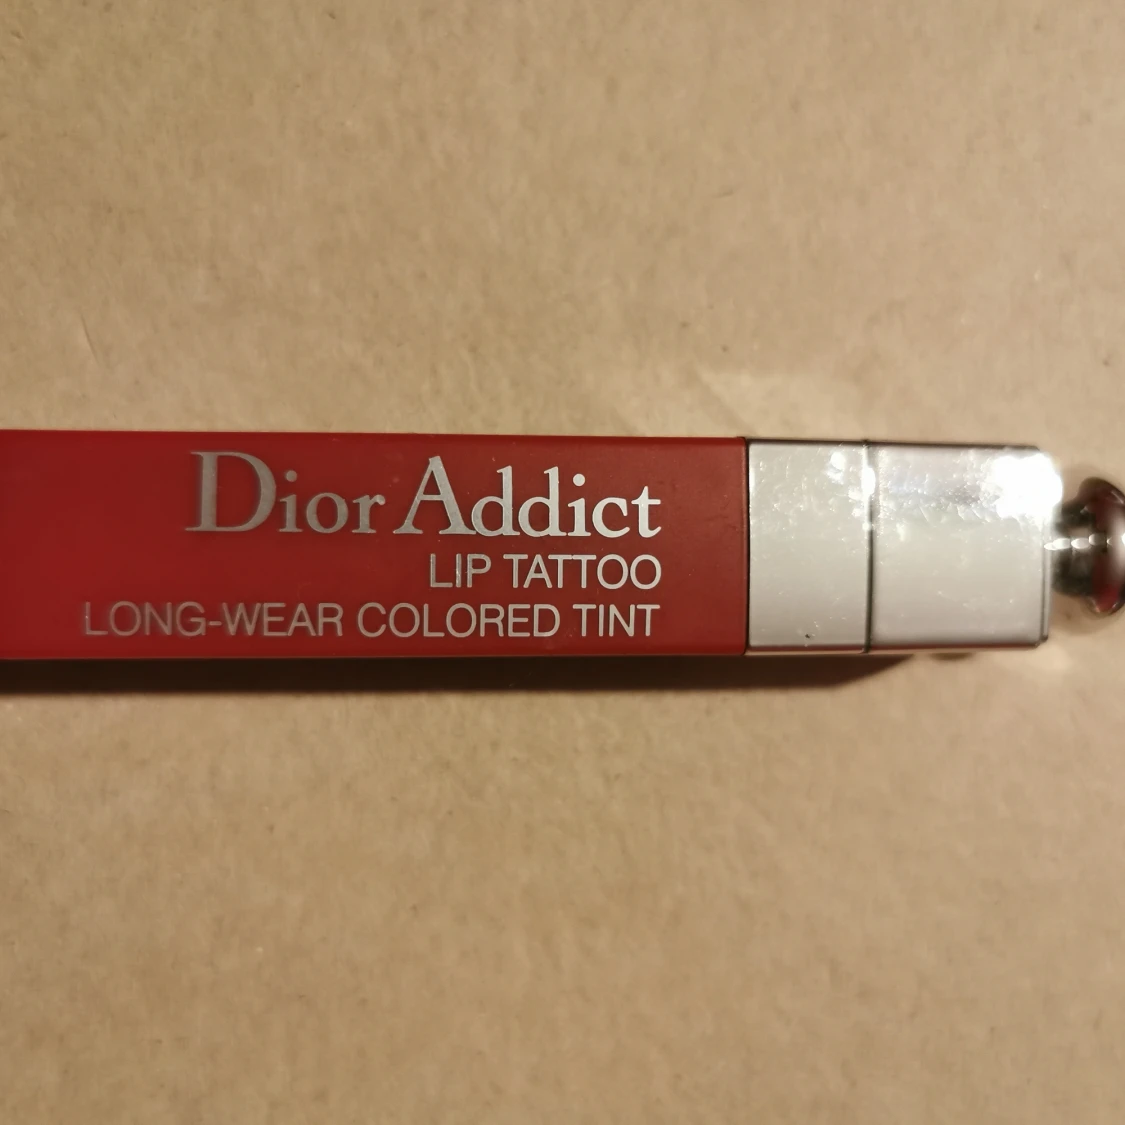 Dior Addict
LIP TATTOO
LONG-WEAR COLORED TINT